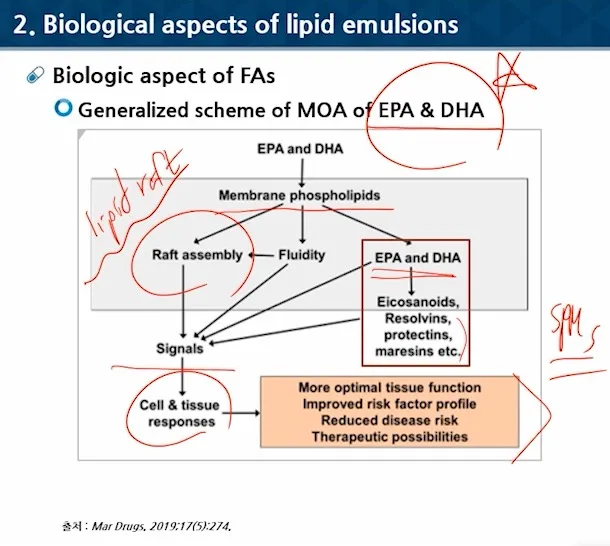 2. Biological aspects of lipid emulsions
Biologic aspect of FAs
Generalized scheme of MOA of EPA & DHA
EPA and DHA
Membrane phospholipids
lipid raft
Raft assembly
Fluidity
EPA and DHA
Eicosanoids,
Resolvins,
protectins,
maresins etc.
SPMs
Signals
Cell & tissue
responses
More optimal tissue function
Improved risk factor profile
Reduced disease risk
Therapeutic possibilities
출처 : Mar Drugs, 2019;17(5):274,